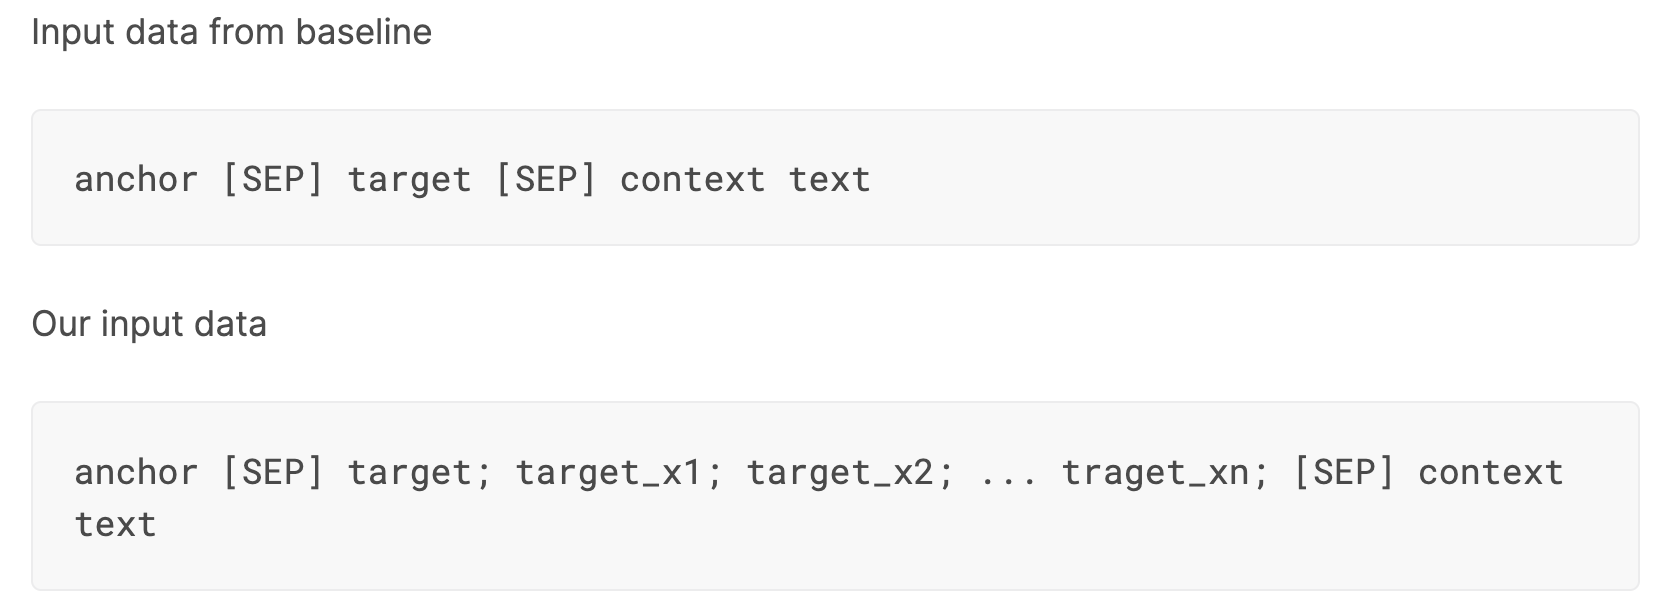 Input data from baseline
anchor [SEP] target [SEP] context text
Our input data
anchor [SEP] target; target_x1; target_x2; ... traget_xn; [SEP] context
text